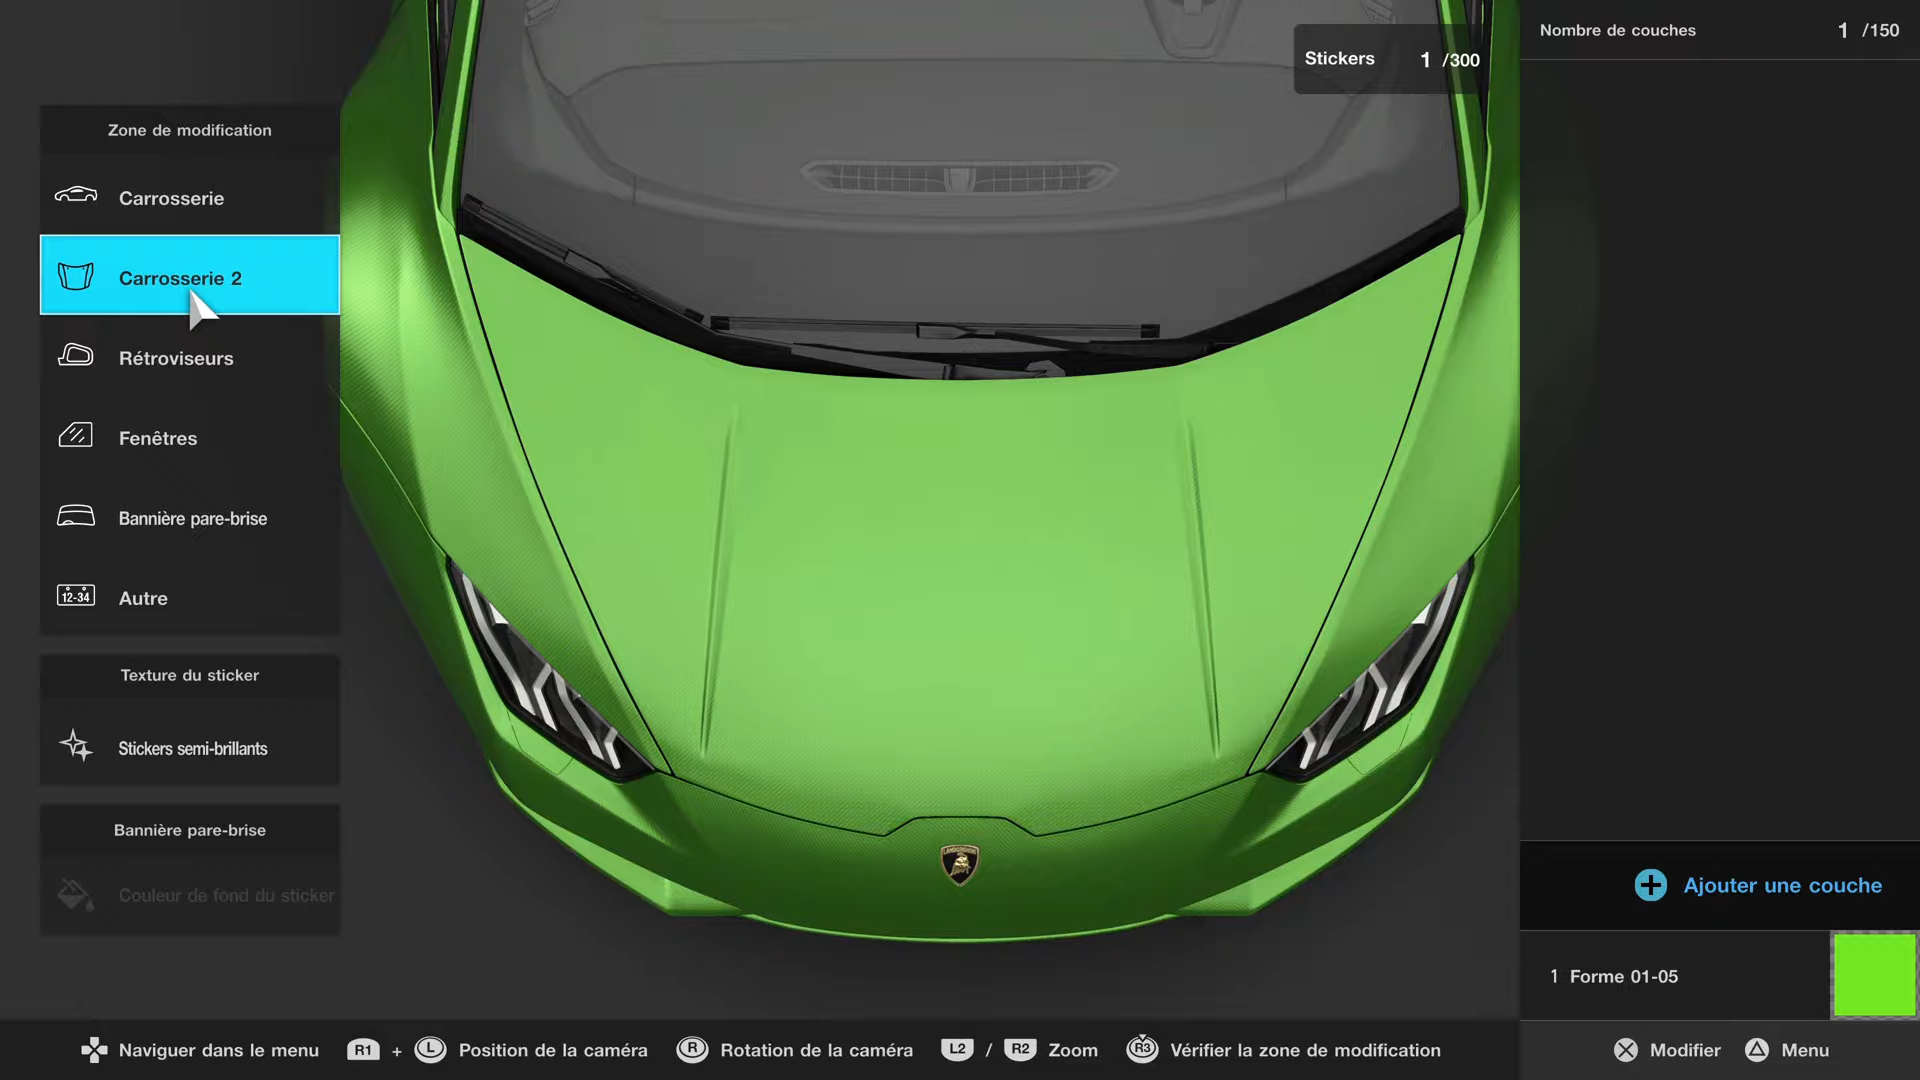 Nombre de couches 1 /150
Stickers 1 /300
Zone de modification
Carrosserie
Carrosserie 2
Rétroviseurs
Fenêtres
Bannière pare-brise
12-34 Autre
Texture du sticker
Stickers semi-brillants
Bannière pare-brise
Couleur de fond du sticker
LAMBORGHINI
Ajouter une couche
1 Forme 01-05
Naviguer dans le menu R1 + L Position de la caméra R Rotation de la caméra L2 / R2 Zoom R3 Vérifier la zone de modification Modifier Menu